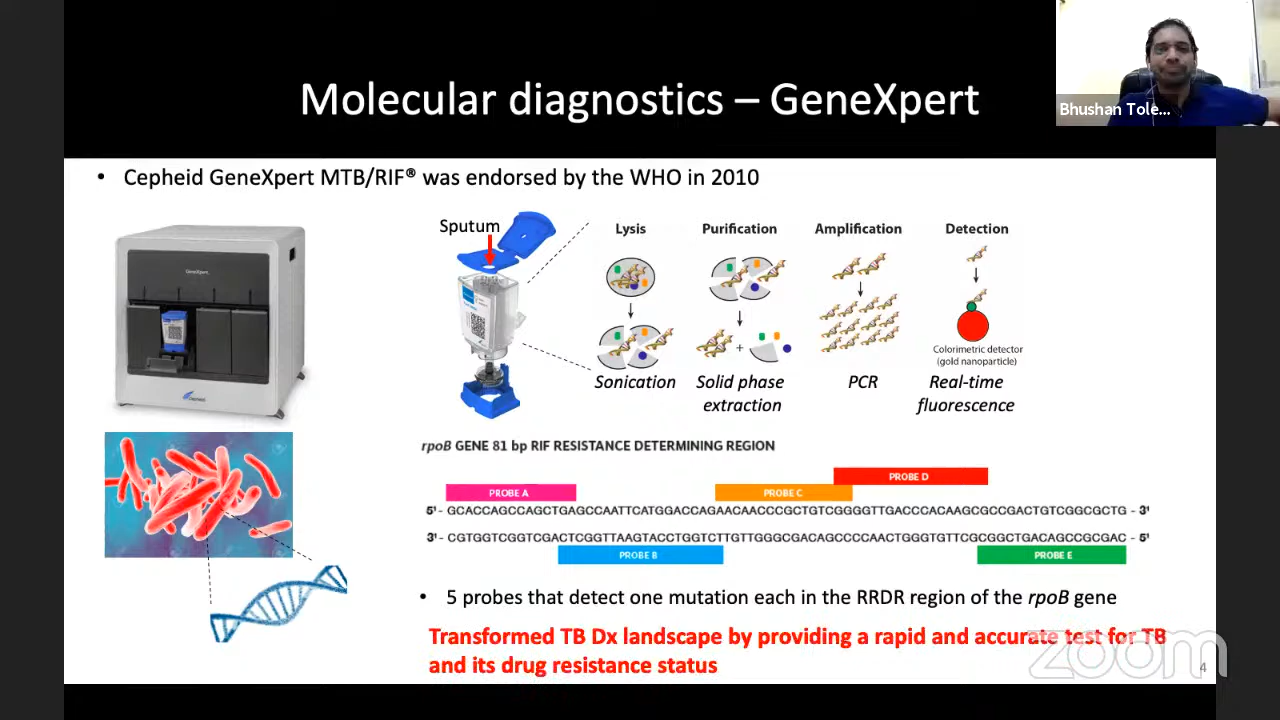 Molecular diagnostics – GeneXpert
Bhushan Tole...
• Cepheid GeneXpert MTB/RIF® was endorsed by the WHO in 2010
GeneXpert
Sputum
Lysis
Purification
Amplification
Detection
Colorimetric detector
(gold nanoparticle)
Sonication
Solid phase
extraction
PCR
Real-time
fluorescence
rpoB GENE 81 bp RIF RESISTANCE DETERMINING REGION
PROBE D
PROBE A
PROBE C
5' - GCACCAGCCAGCTGAGCCAATTCATGGACCAGAACAACCCGCTGTCGGGGTTGACCCACAAGCGCCGACTGTCGGCGCTG - 3'
3' - CGTGGTCGGTCGACTCGGTTAAGTACCTGGTCTTGTTGGGCGACAGCCCCAACTGGGTGTTCGCGGCTGACAGCCGCGAC - 5'
PROBE B
PROBE E
• 5 probes that detect one mutation each in the RRDR region of the rpoB gene
Transformed TB Dx landscape by providing a rapid and accurate test for TB
and its drug resistance status
zoom
4